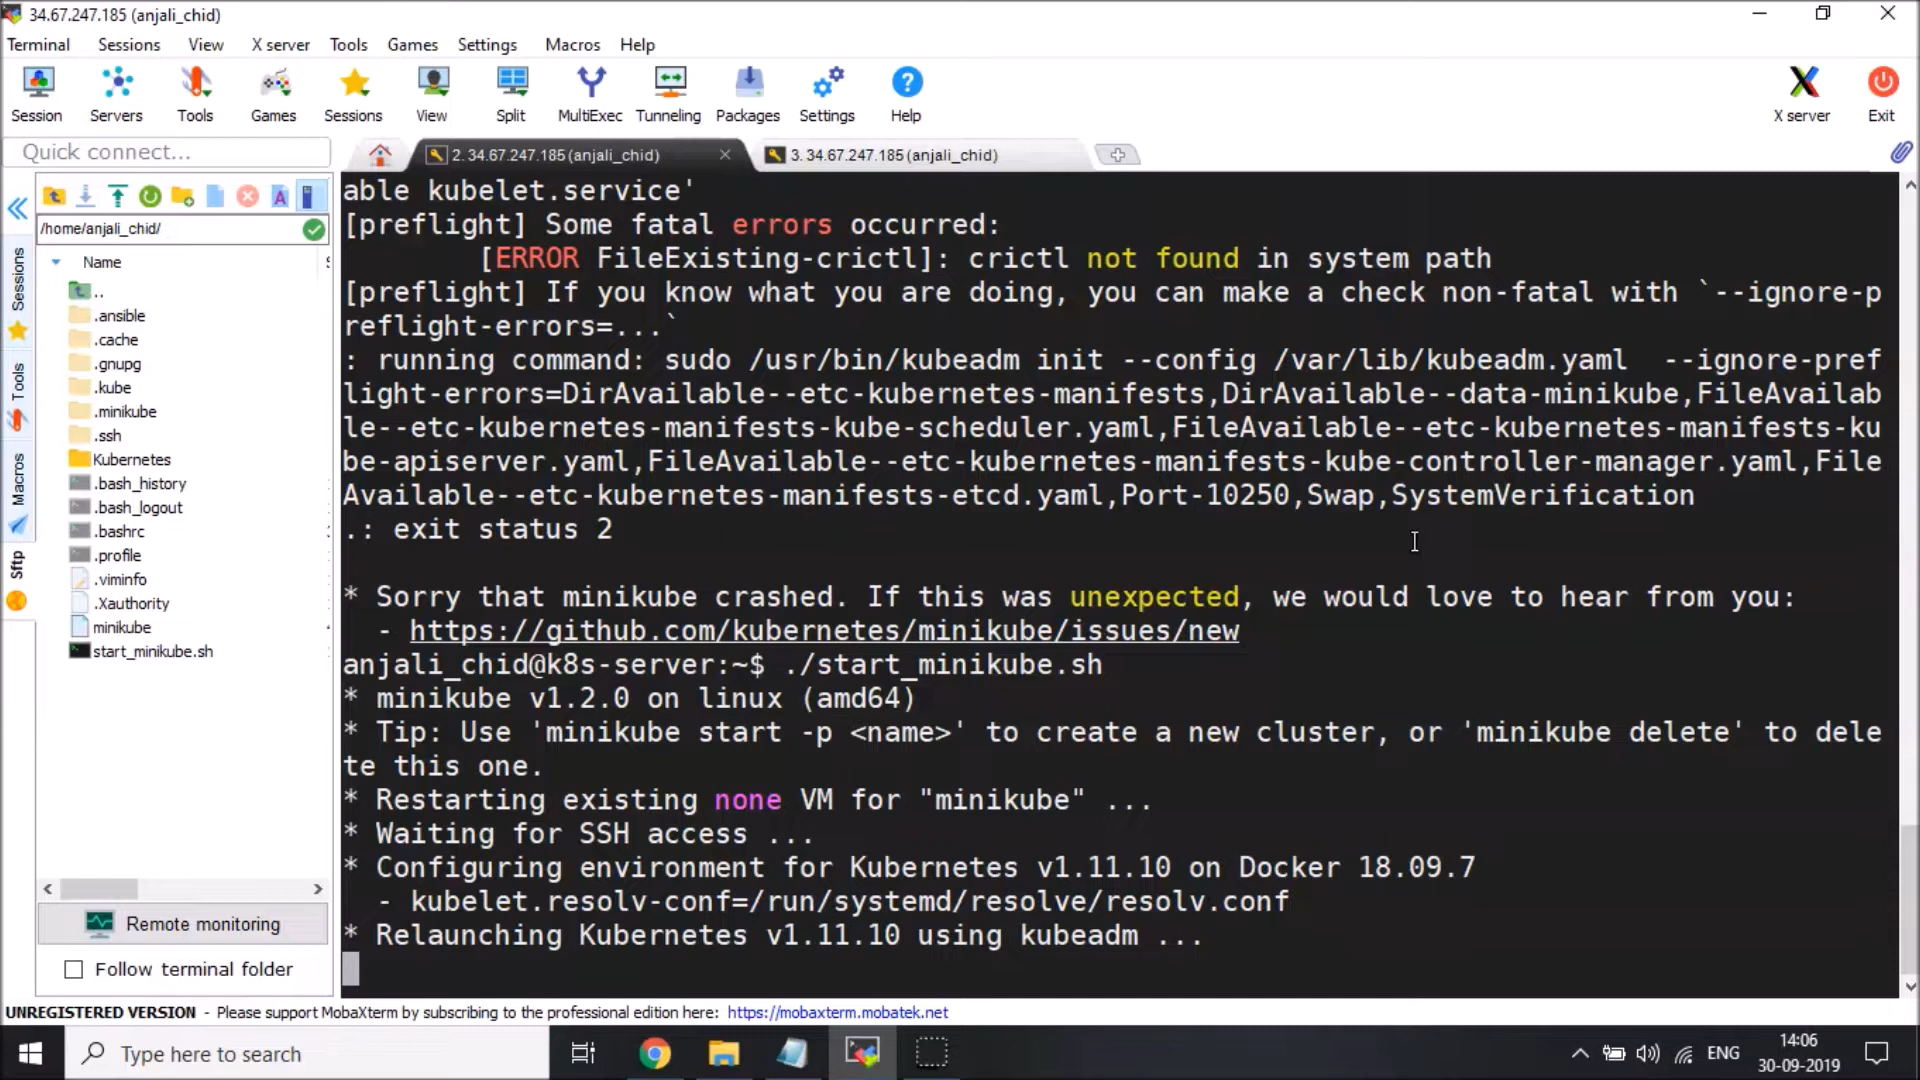 34.67.247.185 (anjali_chid)
Terminal Sessions View X server Tools Games Settings Macros Help
Session Servers Tools Games Sessions View Split MultiExec Tunneling Packages Settings Help X server Exit
Quick connect...
2. 34.67.247.185 (anjali_chid)
3. 34.67.247.185 (anjali_chid)
/home/anjali_chid/
Name
..
.ansible
.cache
.gnupg
.kube
.minikube
.ssh
Kubernetes
.bash_history
.bash_logout
.bashrc
.profile
.viminfo
.Xauthority
minikube
start_minikube.sh
Sessions
Tools
Macros
Sftp
Remote monitoring
Follow terminal folder
able kubelet.service'
[preflight] Some fatal errors occurred:
[ERROR FileExisting-crictl]: crictl not found in system path
[preflight] If you know what you are doing, you can make a check non-fatal with `--ignore-p
reflight-errors=...`
: running command: sudo /usr/bin/kubeadm init --config /var/lib/kubeadm.yaml  --ignore-pref
light-errors=DirAvailable--etc-kubernetes-manifests,DirAvailable--data-minikube,FileAvailab
le--etc-kubernetes-manifests-kube-scheduler.yaml,FileAvailable--etc-kubernetes-manifests-ku
be-apiserver.yaml,FileAvailable--etc-kubernetes-manifests-kube-controller-manager.yaml,File
Available--etc-kubernetes-manifests-etcd.yaml,Port-10250,Swap,SystemVerification
.: exit status 2
* Sorry that minikube crashed. If this was unexpected, we would love to hear from you:
- https://github.com/kubernetes/minikube/issues/new
anjali_chid@k8s-server:~$ ./start_minikube.sh
* minikube v1.2.0 on linux (amd64)
* Tip: Use 'minikube start -p <name>' to create a new cluster, or 'minikube delete' to dele
te this one.
* Restarting existing none VM for "minikube" ...
* Waiting for SSH access ...
* Configuring environment for Kubernetes v1.11.10 on Docker 18.09.7
- kubelet.resolv-conf=/run/systemd/resolve/resolv.conf
* Relaunching Kubernetes v1.11.10 using kubeadm ...
UNREGISTERED VERSION - Please support MobaXterm by subscribing to the professional edition here: https://mobaxterm.mobatek.net
Type here to search
ENG
14:06
30-09-2019